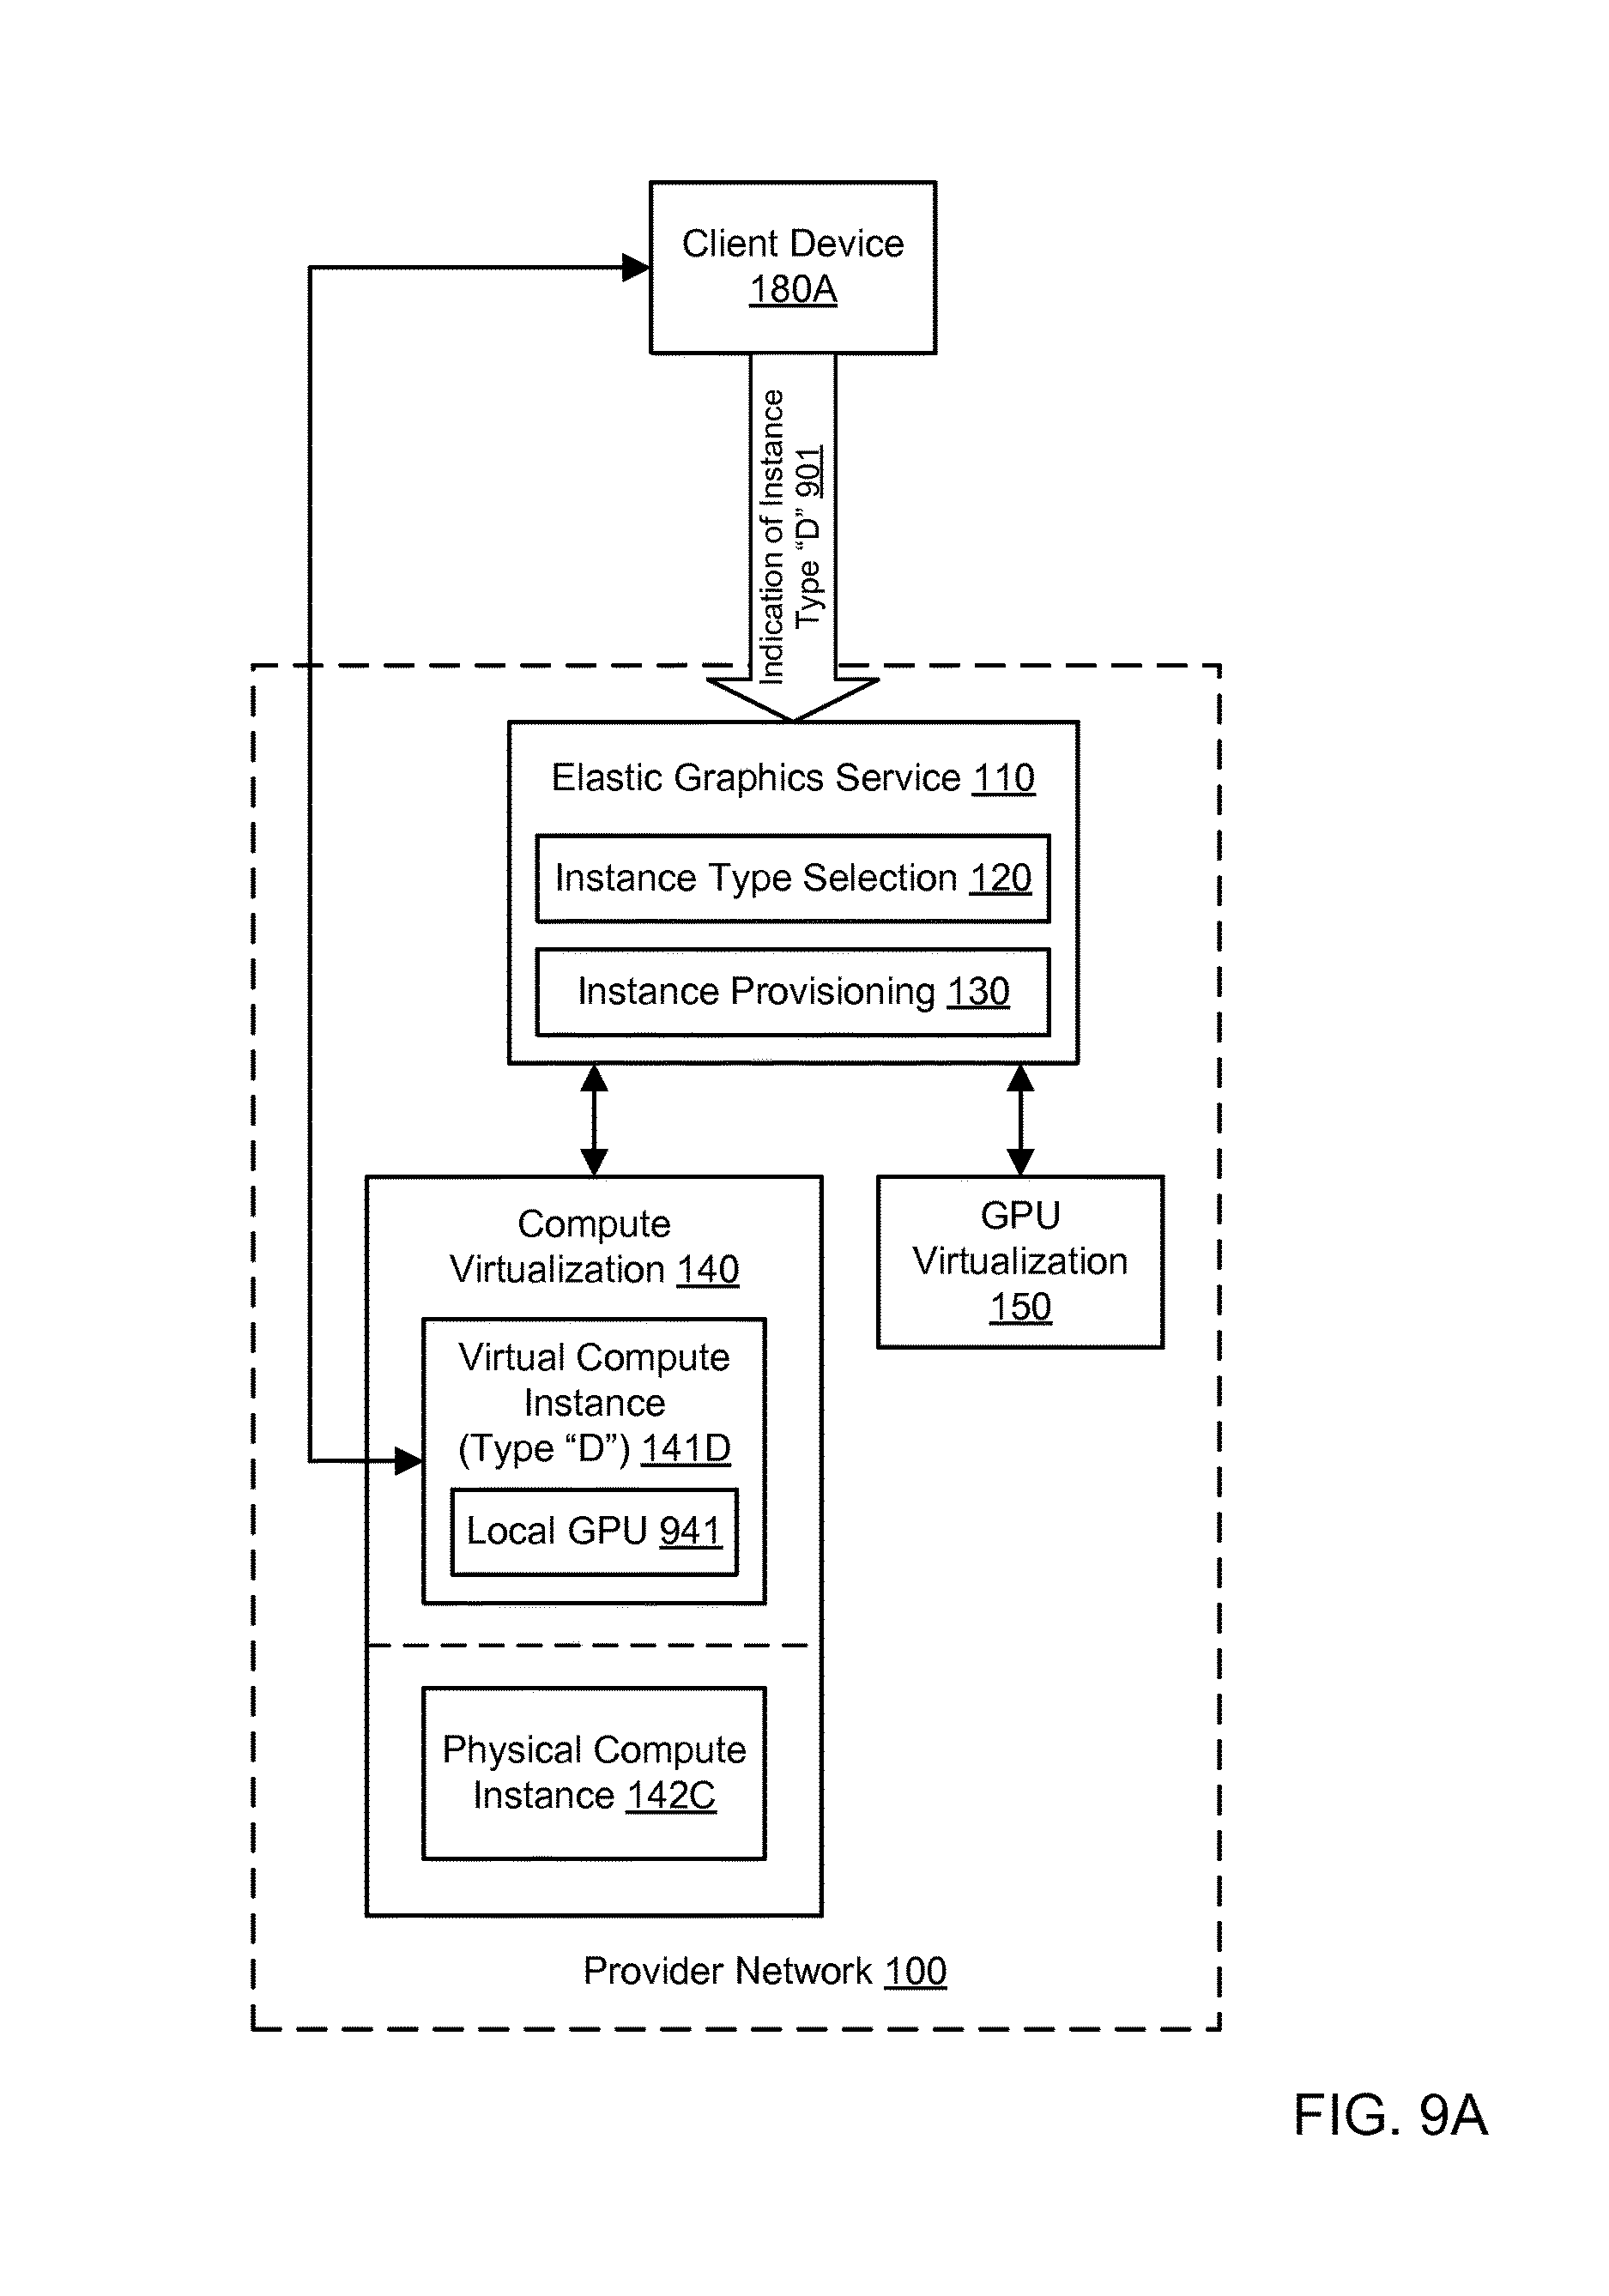 Client Device
180A
Indication of Instance
Type “D” 901
Elastic Graphics Service 110
Instance Type Selection 120
Instance Provisioning 130
Compute
Virtualization 140
GPU
Virtualization
150
Virtual Compute
Instance
(Type “D”) 141D
Local GPU 941
Physical Compute
Instance 142C
Provider Network 100
FIG. 9A